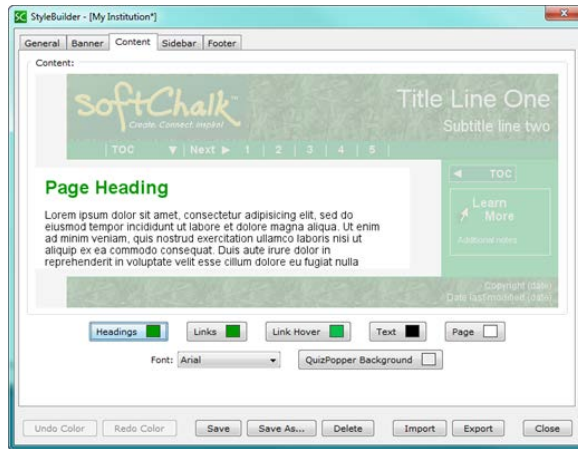 StyleBuilder - [My Institution*]
General Banner Content Sidebar Footer
Content:
SoftChalk
Create. Connect. Inspire!
Title Line One
Subtitle line two
TOC ▼ | Next ▶ 1 | 2 | 3 | 4 | 5 |
◀ TOC
Learn
More
Additional notes
Page Heading
Lorem ipsum dolor sit amet, consectetur adipisicing elit, sed do
eiusmod tempor incididunt ut labore et dolore magna aliqua. Ut enim
ad minim veniam, quis nostrud exercitation ullamco laboris nisi ut
aliquip ex ea commodo consequat. Duis aute irure dolor in
reprehenderit in voluptate velit esse cillum dolore eu fugiat nulla
Copyright (date)
Date last modified (date)
Headings Links Link Hover Text Page
Font: Arial QuizPopper Background
Undo Color Redo Color Save Save As... Delete Import Export Close